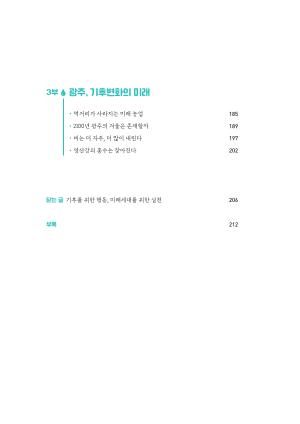 3부 광주, 기후변화의 미래
• 먹거리가 사라지는 미래 농업 185
• 2100년 광주의 겨울은 존재할까 189
• 비는 더 자주, 더 많이 내린다 197
• 영산강의 홍수는 잦아진다 202
닫는 글 기후를 위한 행동, 미래세대를 위한 실천 206
부록 212